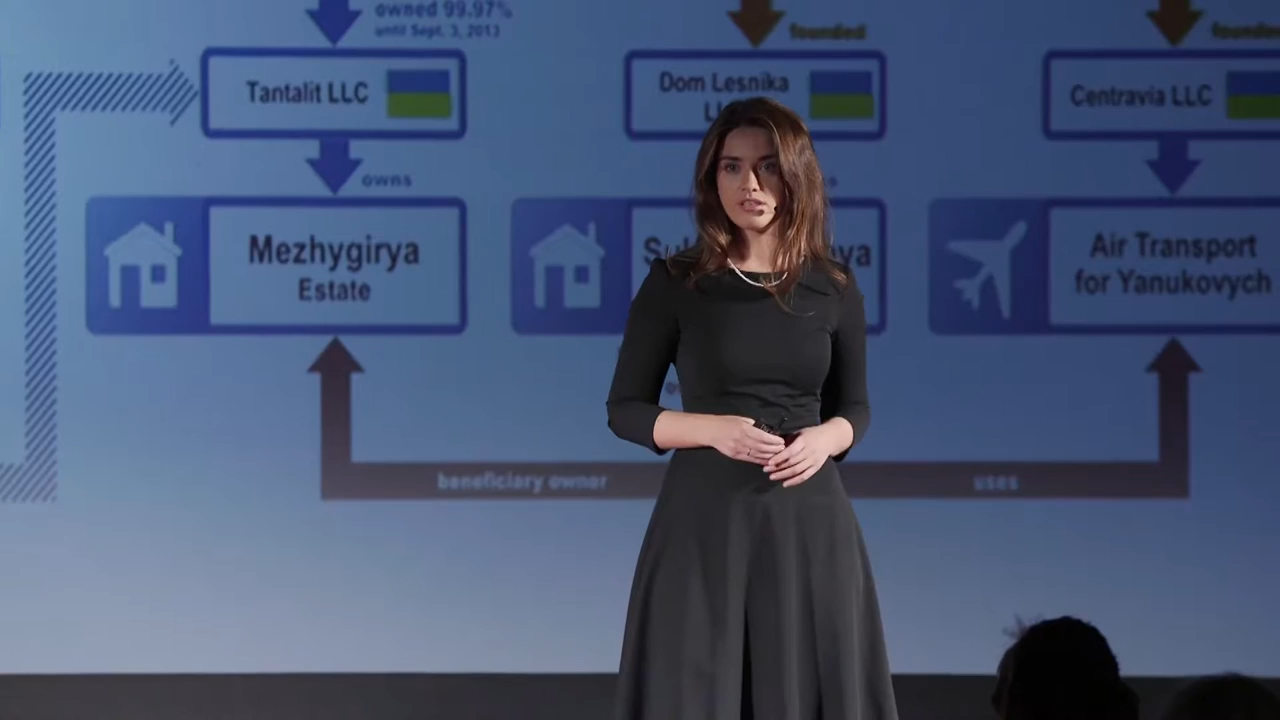 owned 99.97%
until Sept. 3, 2013
founded
Tantalit LLC
Dom Lesnika
Centravia LLC
owns
Mezhygirya
Estate
Air Transport
for Yanukovych
beneficiary owner
uses